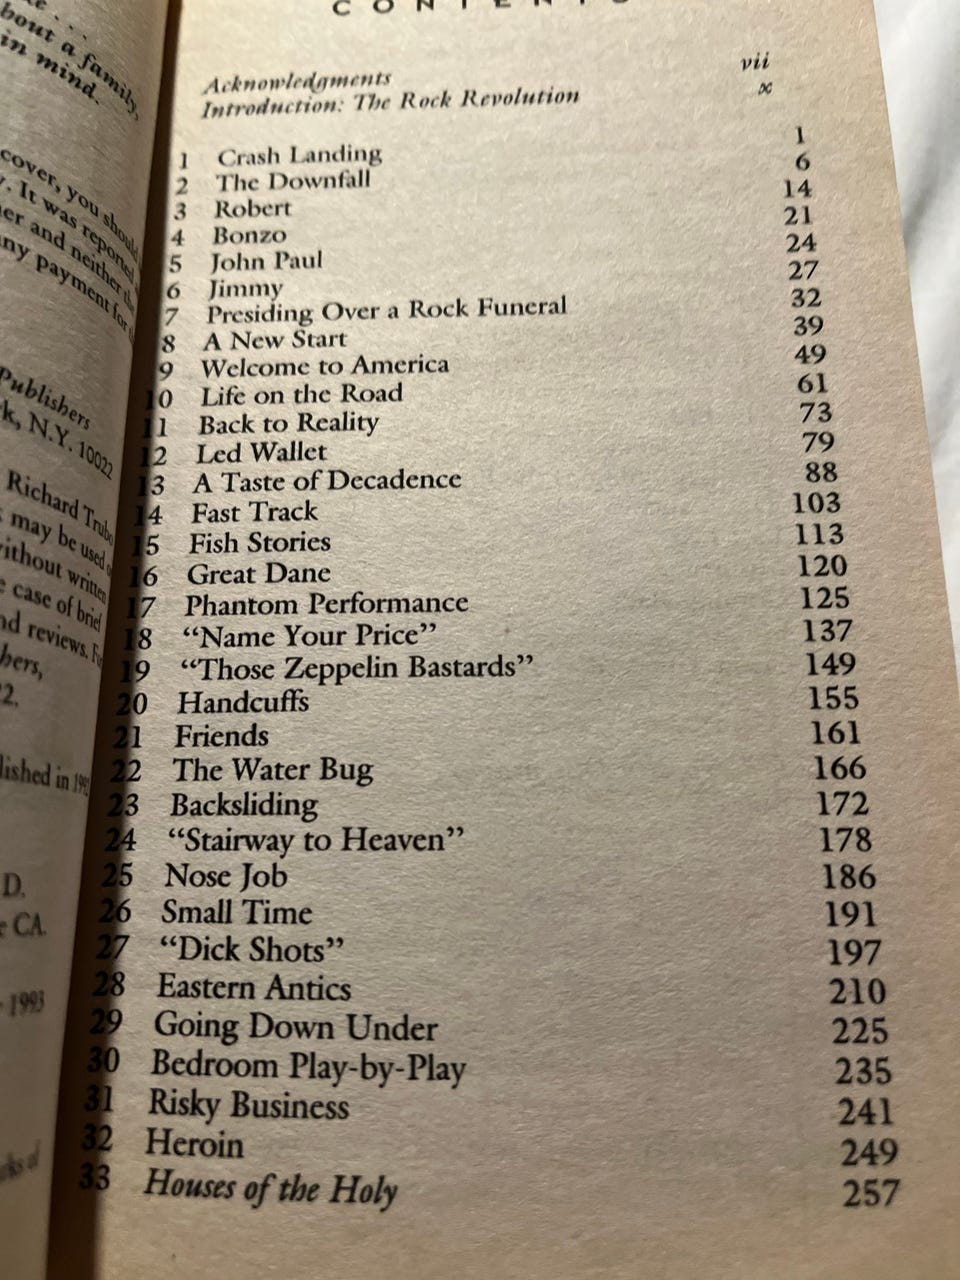 bout a family,
in mind.
cover, you should
. It was reported
er and neither the
ny payment for
Publishers
k, N.Y. 10022
Richard Trubo
may be used
ithout written
case of brief
nd reviews.
hers,
2.
lished in 199
D.
CA.
1993
of
CONTENTS
Acknowledgments vii
Introduction: The Rock Revolution x
1 Crash Landing 1
2 The Downfall 6
3 Robert 14
4 Bonzo 21
5 John Paul 24
6 Jimmy 27
7 Presiding Over a Rock Funeral 32
8 A New Start 39
9 Welcome to America 49
10 Life on the Road 61
11 Back to Reality 73
12 Led Wallet 79
13 A Taste of Decadence 88
14 Fast Track 103
15 Fish Stories 113
16 Great Dane 120
17 Phantom Performance 125
18 “Name Your Price” 137
19 “Those Zeppelin Bastards” 149
20 Handcuffs 155
21 Friends 161
22 The Water Bug 166
23 Backsliding 172
24 “Stairway to Heaven” 178
25 Nose Job 186
26 Small Time 191
27 “Dick Shots” 197
28 Eastern Antics 210
29 Going Down Under 225
30 Bedroom Play-by-Play 235
31 Risky Business 241
32 Heroin 249
33 Houses of the Holy 257